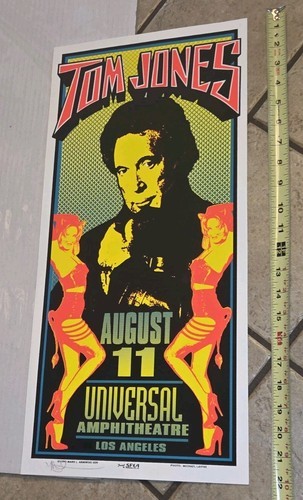 TOM JONES
AUGUST
11
UNIVERSAL
AMPHITHEATRE
LOS ANGELES